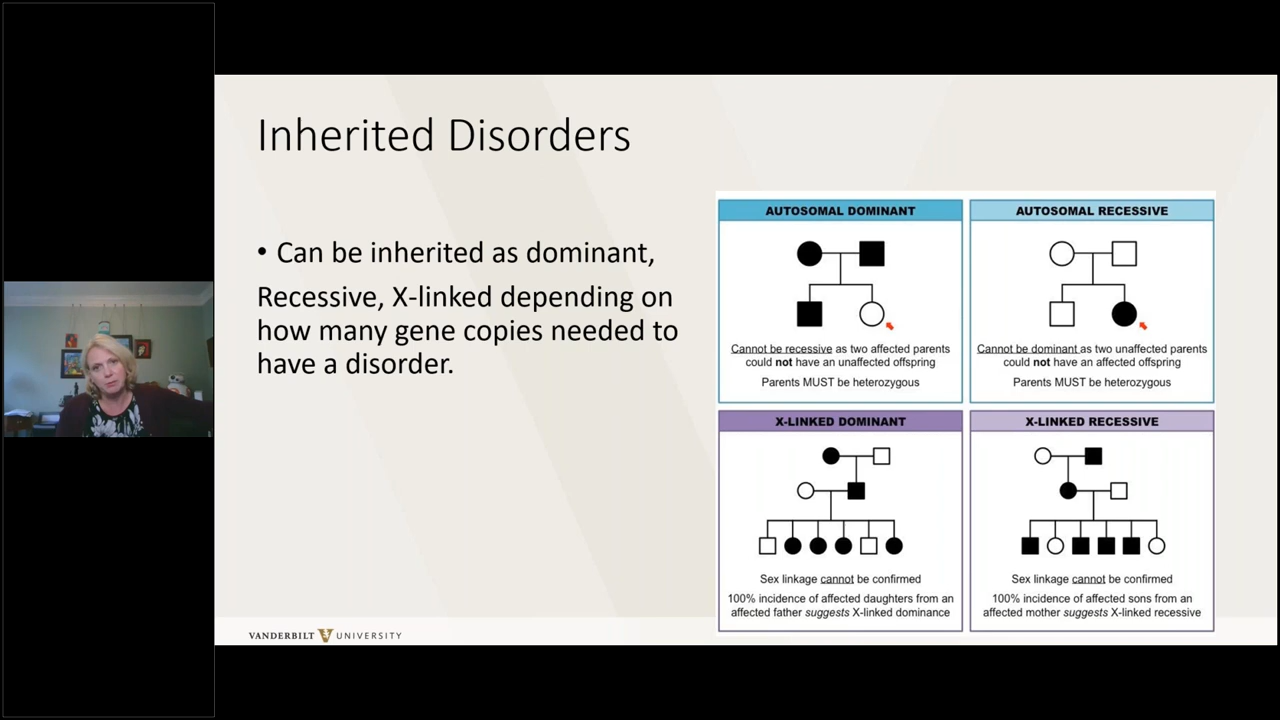 Inherited Disorders
• Can be inherited as dominant,
Recessive, X-linked depending on
how many gene copies needed to
have a disorder.
AUTOSOMAL DOMINANT
Cannot be recessive as two affected parents
could not have an unaffected offspring
Parents MUST be heterozygous
AUTOSOMAL RECESSIVE
Cannot be dominant as two unaffected parents
could not have an affected offspring
Parents MUST be heterozygous
X-LINKED DOMINANT
Sex linkage cannot be confirmed
100% incidence of affected daughters from an
affected father suggests X-linked dominance
X-LINKED RECESSIVE
Sex linkage cannot be confirmed
100% incidence of affected sons from an
affected mother suggests X-linked recessive
VANDERBILT V UNIVERSITY